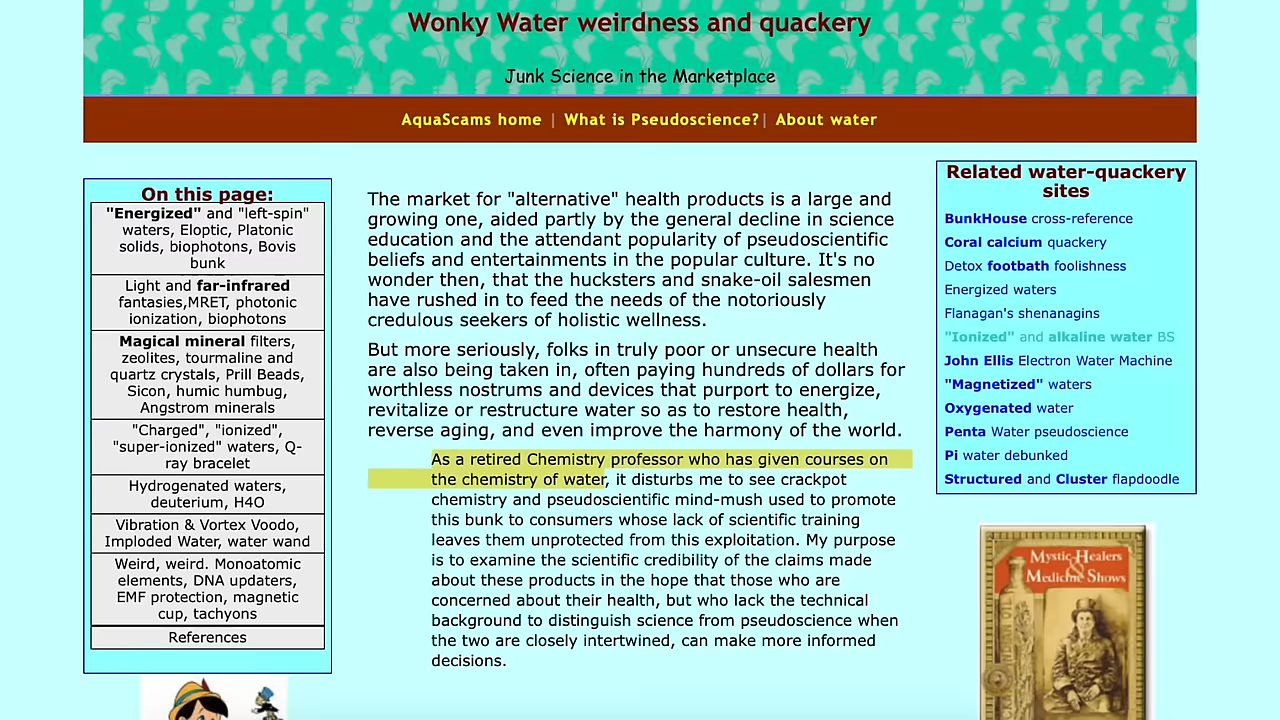 Wonky Water weirdness and quackery
Junk Science in the Marketplace
AquaScams home | What is Pseudoscience?| About water
On this page:
"Energized" and "left-spin"
waters, Eloptic, Platonic
solids, biophotons, Bovis
bunk
Light and far-infrared
fantasies,MRET, photonic
ionization, biophotons
Magical mineral filters,
zeolites, tourmaline and
quartz crystals, Prill Beads,
Sicon, humic humbug,
Angstrom minerals
"Charged", "ionized",
"super-ionized" waters, Q-
ray bracelet
Hydrogenated waters,
deuterium, H4O
Vibration & Vortex Voodo,
Imploded Water, water wand
Weird, weird. Monoatomic
elements, DNA updaters,
EMF protection, magnetic
cup, tachyons
References
The market for "alternative" health products is a large and
growing one, aided partly by the general decline in science
education and the attendant popularity of pseudoscientific
beliefs and entertainments in the popular culture. It's no
wonder then, that the hucksters and snake-oil salesmen
have rushed in to feed the needs of the notoriously
credulous seekers of holistic wellness.
But more seriously, folks in truly poor or unsecure health
are also being taken in, often paying hundreds of dollars for
worthless nostrums and devices that purport to energize,
revitalize or restructure water so as to restore health,
reverse aging, and even improve the harmony of the world.
As a retired Chemistry professor who has given courses on
the chemistry of water, it disturbs me to see crackpot
chemistry and pseudoscientific mind-mush used to promote
this bunk to consumers whose lack of scientific training
leaves them unprotected from this exploitation. My purpose
is to examine the scientific credibility of the claims made
about these products in the hope that those who are
concerned about their health, but who lack the technical
background to distinguish science from pseudoscience when
the two are closely intertwined, can make more informed
decisions.
Related water-quackery
sites
BunkHouse cross-reference
Coral calcium quackery
Detox footbath foolishness
Energized waters
Flanagan's shenanagins
"Ionized" and alkaline water BS
John Ellis Electron Water Machine
"Magnetized" waters
Oxygenated water
Penta Water pseudoscience
Pi water debunked
Structured and Cluster flapdoodle
Mystic Healers
&
Medicine Shows